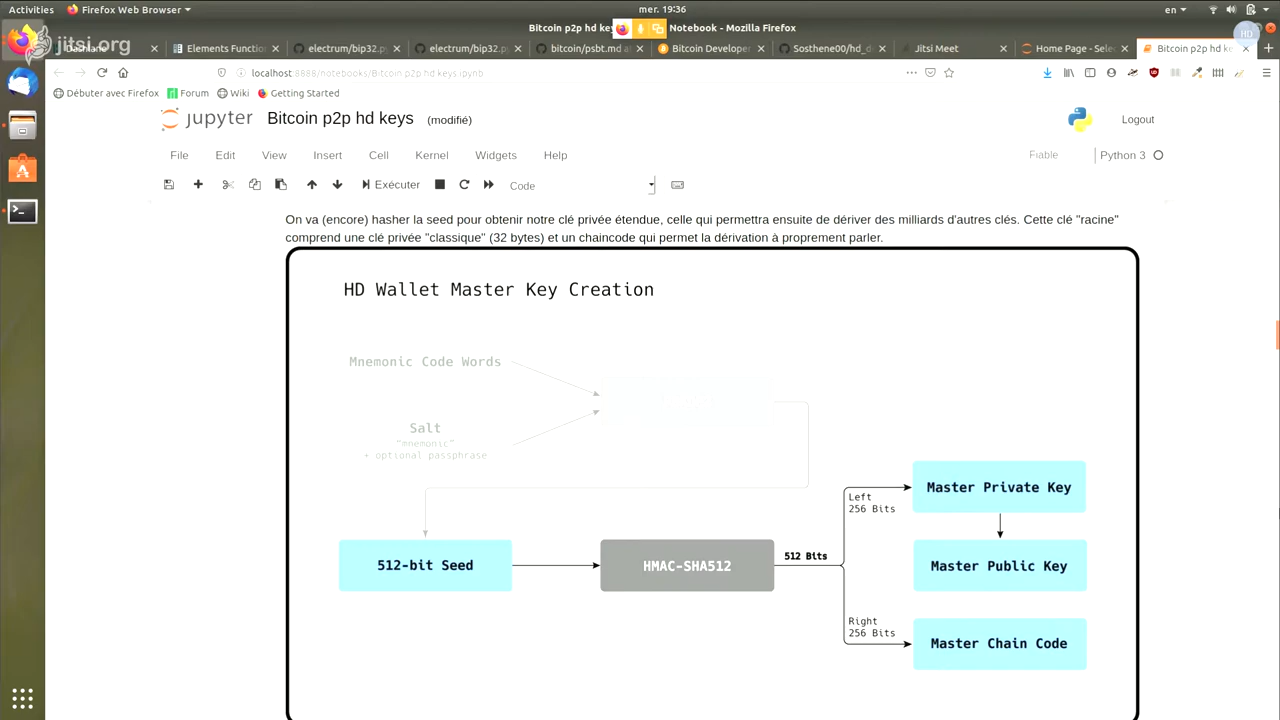 Activities
Firefox Web Browser
mer. 19:36
en
Bitcoin p2p hd key
Notebook - Mozilla Firefox
jitsi.org
Elements Function
electrum/bip32.p
electrum/bip32.p
bitcoin/psbt.md at
Bitcoin Developer
Sosthene00/hd_d
Jitsi Meet
Home Page - Selec
Bitcoin p2p hd ke
HD
localhost:8888/notebooks/Bitcoin p2p hd keys.ipynb
Débuter avec Firefox
Forum
Wiki
Getting Started
jupyter
Bitcoin p2p hd keys
(modifié)
Logout
File
Edit
View
Insert
Cell
Kernel
Widgets
Help
Fiable
Python 3
Exécuter
Code
On va (encore) hasher la seed pour obtenir notre clé privée étendue, celle qui permettra ensuite de dériver des milliards d'autres clés. Cette clé "racine"
comprend une clé privée "classique" (32 bytes) et un chaincode qui permet la dérivation à proprement parler.
HD Wallet Master Key Creation
Mnemonic Code Words
Salt
"mnemonic"
+ optional passphrase
512-bit Seed
HMAC-SHA512
512 Bits
Left
256 Bits
Master Private Key
Master Public Key
Right
256 Bits
Master Chain Code